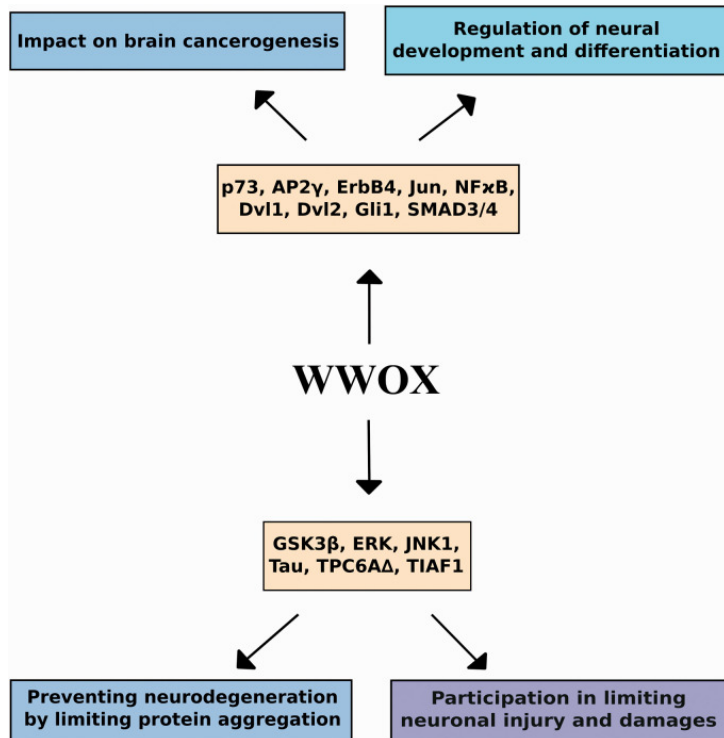 Impact on brain cancerogenesis
Regulation of neural
development and differentiation
p73, AP2γ, ErbB4, Jun, NFϰB,
Dvl1, Dvl2, Gli1, SMAD3/4
WWOX
GSK3β, ERK, JNK1,
Tau, TPC6AΔ, TIAF1
Preventing neurodegeneration
by limiting protein aggregation
Participation in limiting
neuronal injury and damages